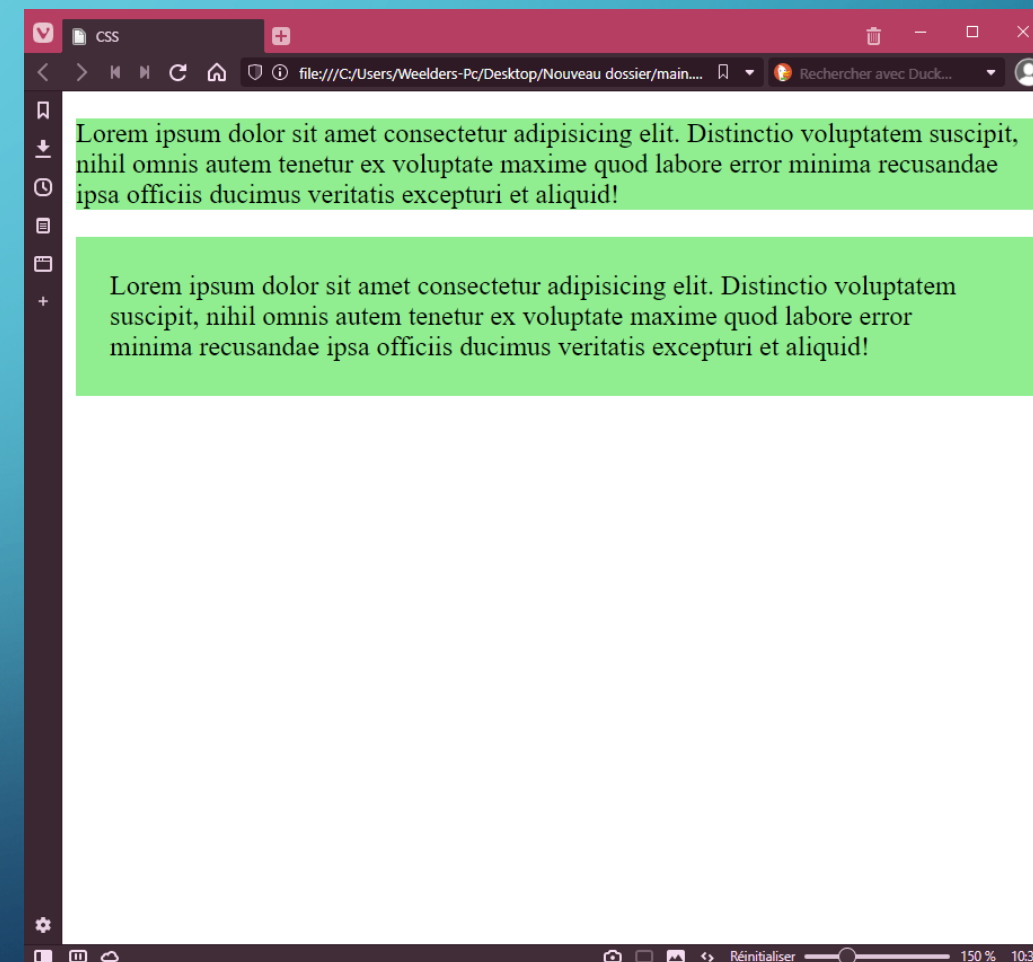 CSS
file:///C:/Users/Weelders-Pc/Desktop/Nouveau dossier/main....
Rechercher avec Duck...
Lorem ipsum dolor sit amet consectetur adipisicing elit. Distinctio voluptatem suscipit,
nihil omnis autem tenetur ex voluptate maxime quod labore error minima recusandae
ipsa officiis ducimus veritatis excepturi et aliquid!
Lorem ipsum dolor sit amet consectetur adipisicing elit. Distinctio voluptatem
suscipit, nihil omnis autem tenetur ex voluptate maxime quod labore error
minima recusandae ipsa officiis ducimus veritatis excepturi et aliquid!
Réinitialiser 150 %